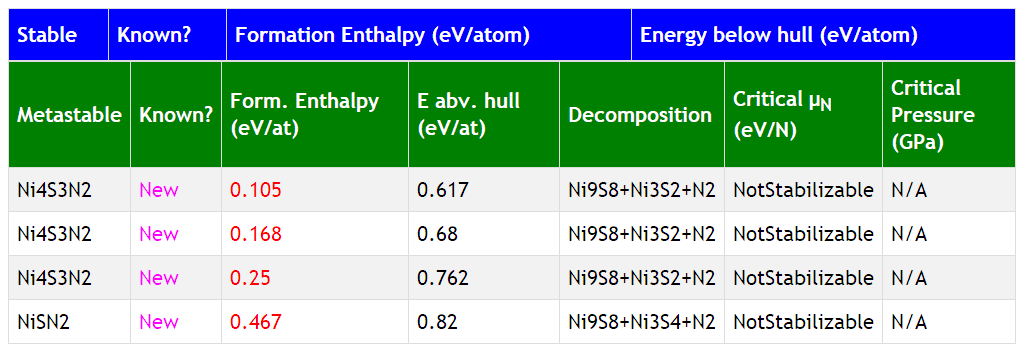 Stable Known? Formation Enthalpy (eV/atom) Energy below hull (eV/atom)
Metastable Known? Form. Enthalpy (eV/at) E abv. hull (eV/at) Decomposition Critical μN (eV/N) Critical Pressure (GPa)
Ni4S3N2 New 0.105 0.617 Ni9S8+Ni3S2+N2 NotStabilizable N/A
Ni4S3N2 New 0.168 0.68 Ni9S8+Ni3S2+N2 NotStabilizable N/A
Ni4S3N2 New 0.25 0.762 Ni9S8+Ni3S2+N2 NotStabilizable N/A
NiSN2 New 0.467 0.82 Ni9S8+Ni3S4+N2 NotStabilizable N/A